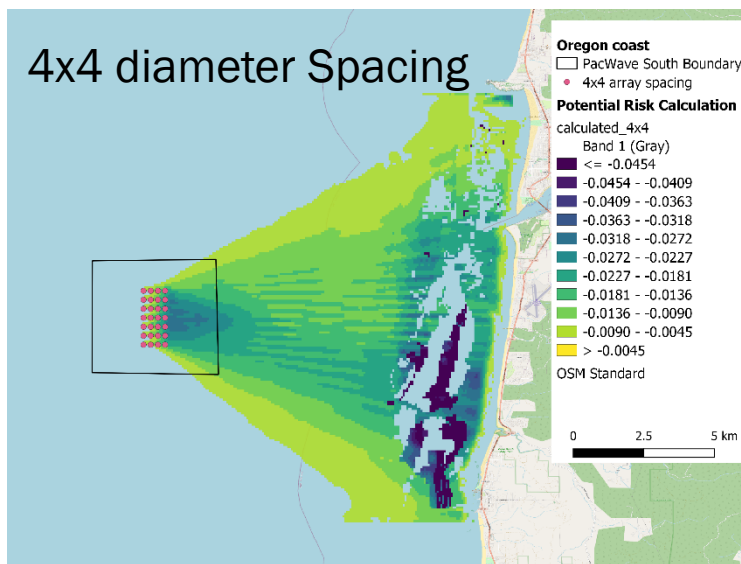 4x4 diameter Spacing
Oregon coast
PacWave South Boundary
4x4 array spacing
Potential Risk Calculation
calculated_4x4
Band 1 (Gray)
<= -0.0454
-0.0454 - -0.0409
-0.0409 - -0.0363
-0.0363 - -0.0318
-0.0318 - -0.0272
-0.0272 - -0.0227
-0.0227 - -0.0181
-0.0181 - -0.0136
-0.0136 - -0.0090
-0.0090 - -0.0045
> -0.0045
OSM Standard
0 2.5 5 km